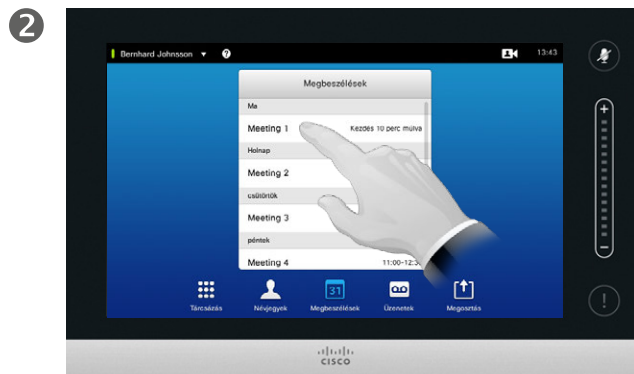 2
Bernhard Johnsson ? 13:43
Megbeszélések
Ma
Meeting 1 Kezdés 10 perc múlva
Holnap
Meeting 2
csütörtök
Meeting 3
péntek
Meeting 4 11:00-12:3
31
Tárcsázás Névjegyek Megbeszélések Üzenetek Megosztás
+
−
!
CISCO